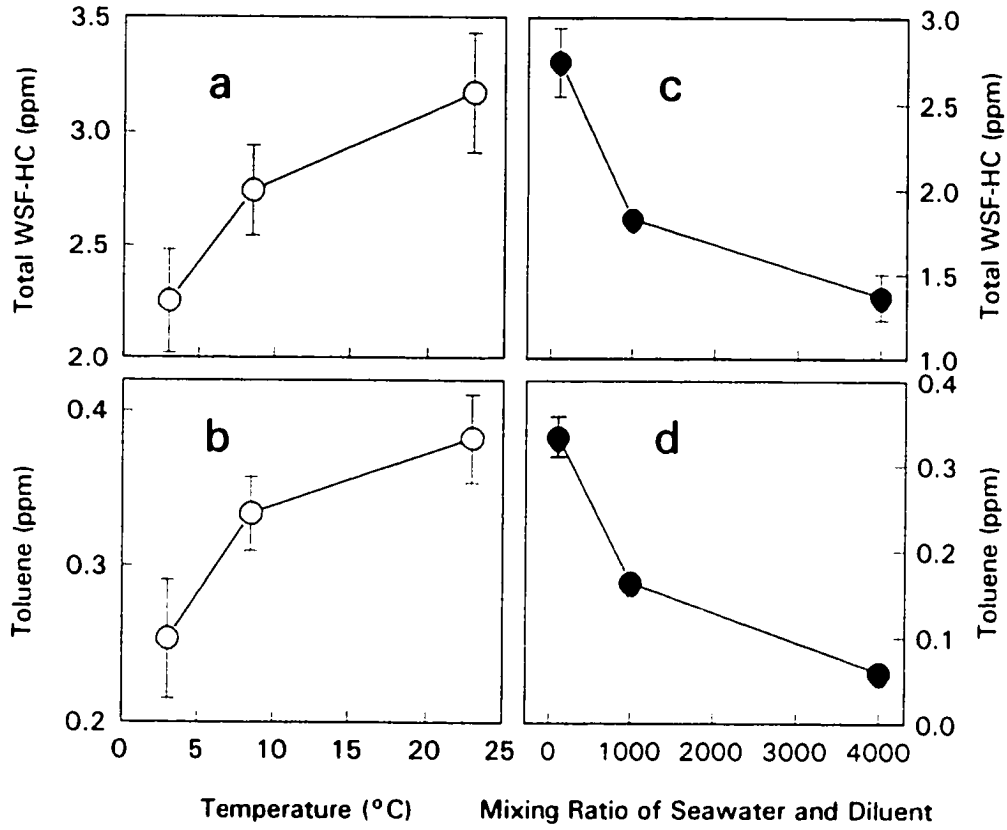 3.5
3.0
2.5
2.0
Total WSF-HC (ppm)
a
c
3.0
2.5
2.0
1.5
1.0
Total WSF-HC (ppm)
0.4
0.3
0.2
Toluene (ppm)
b
d
0.4
0.3
0.2
0.1
0.0
Toluene (ppm)
0 5 10 15 20 25
0 1000 2000 3000 4000
Temperature (°C)
Mixing Ratio of Seawater and Diluent